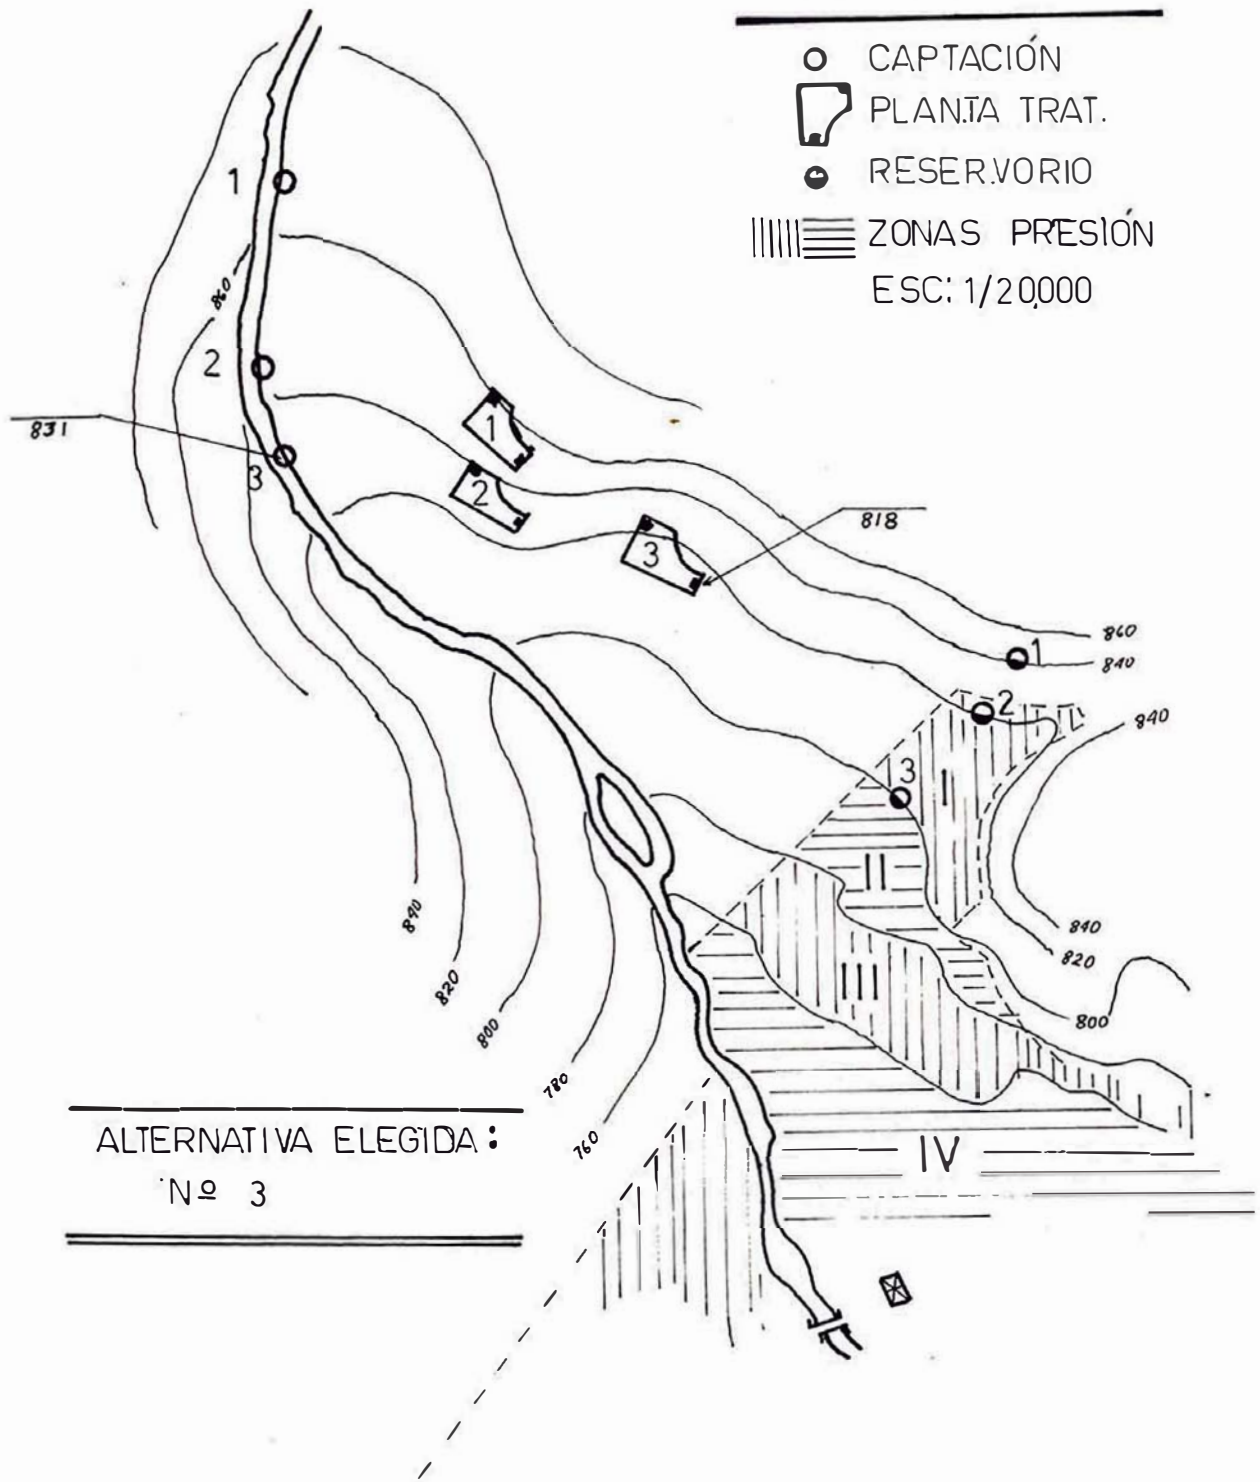 CAPTACIÓN
PLANTA TRAT.
RESERVORIO
ZONAS PRESIÓN
ESC: 1/20,000
1
860
2
831
3
1
2
3
818
860
1
840
2
840
3
I
II
840
820
III
800
840
820
800
780
760
IV
ALTERNATIVA ELEGIDA:
Nº 3